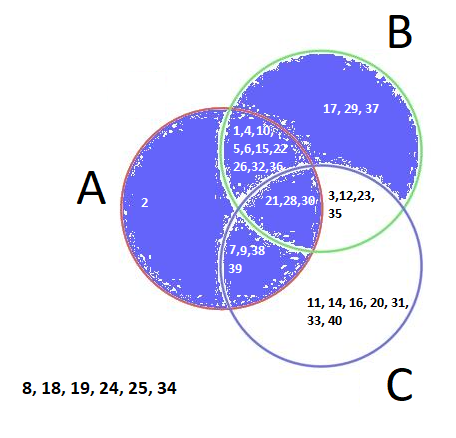 B
17, 29, 37
1,4, 10,
5,6,15,22
26,32,36
A
2
21,28,30
3,12,23,
35
7,9,38
39
11, 14, 16, 20, 31,
33, 40
8, 18, 19, 24, 25, 34
C